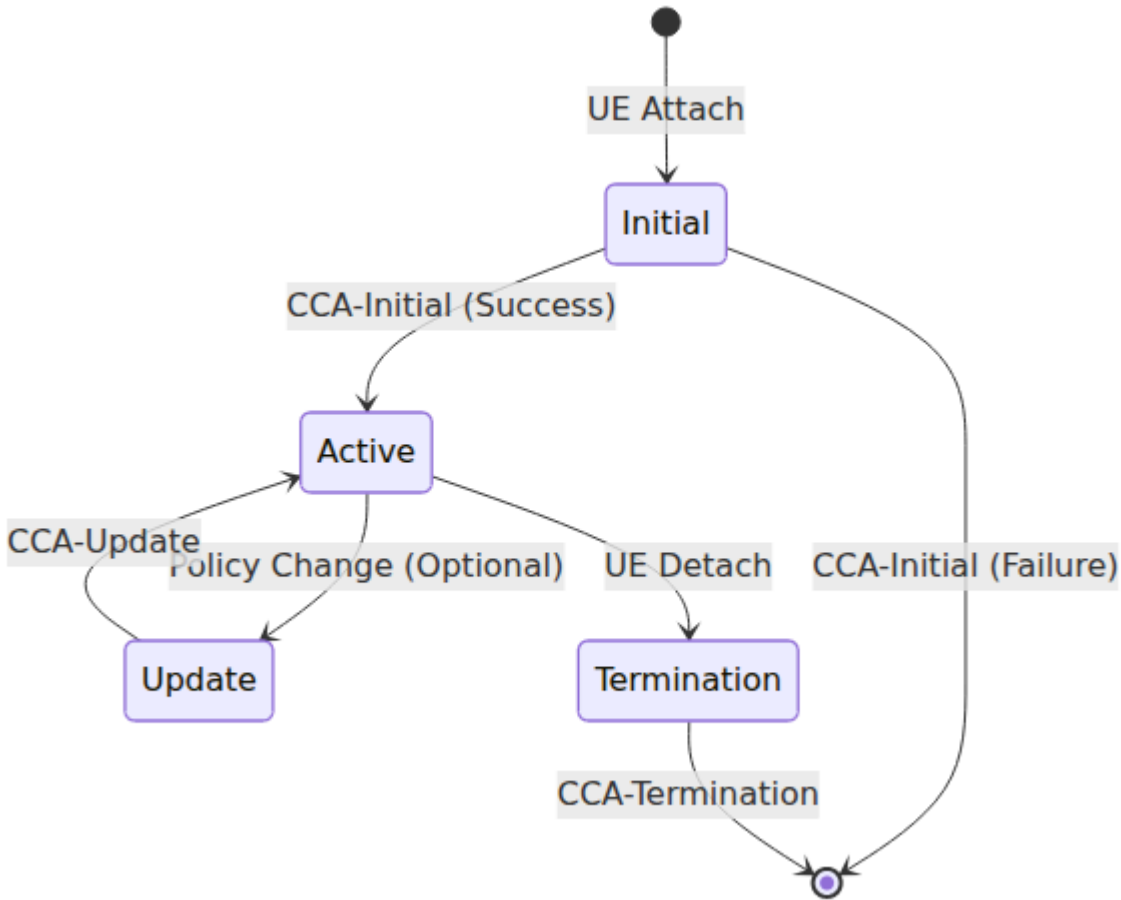 UE Attach
Initial
CCA-Initial (Success)
Active
CCA-Update
Policy Change (Optional)
UE Detach
CCA-Initial (Failure)
Update
Termination
CCA-Termination